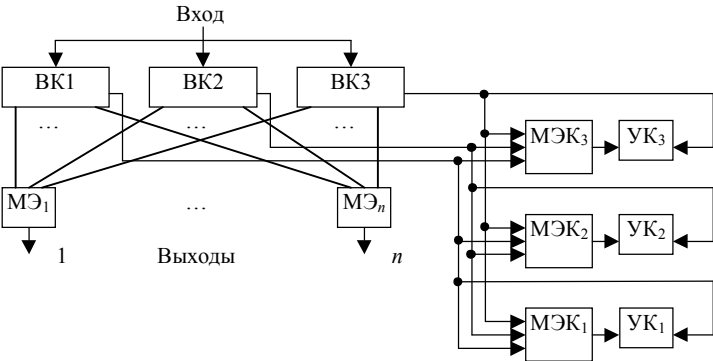 Вход
ВК1 ВК2 ВК3
… … …
МЭК₃ УК₃
МЭ₁ … МЭₙ
МЭК₂ УК₂
1 Выходы n
МЭК₁ УК₁